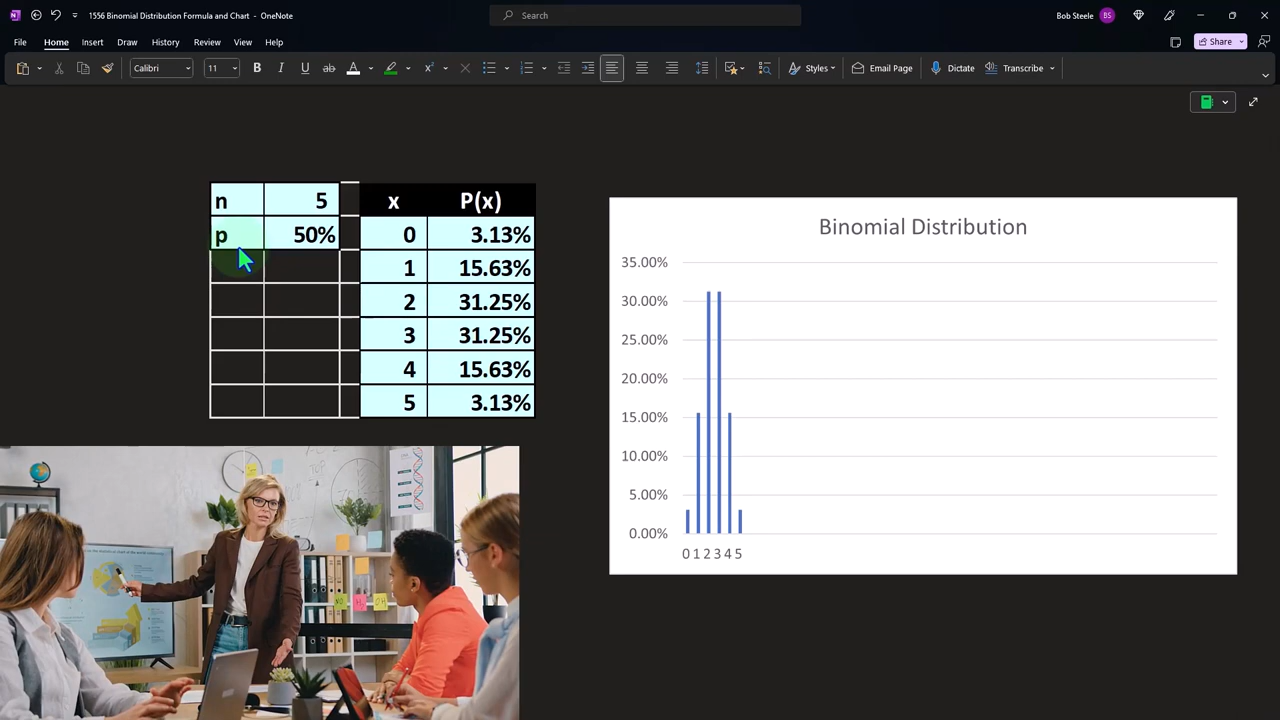 1556 Binomial Distribution Formula and Chart - OneNote
Search
Bob Steele
BS
File Home Insert Draw History Review View Help
Share
Calibri 11 B I U ab A x² A Styles Email Page Dictate Transcribe
n 5
p 50%
x P(x)
0 3.13%
1 15.63%
2 31.25%
3 31.25%
4 15.63%
5 3.13%
Binomial Distribution
35.00%
30.00%
25.00%
20.00%
15.00%
10.00%
5.00%
0.00%
0 1 2 3 4 5
TOP